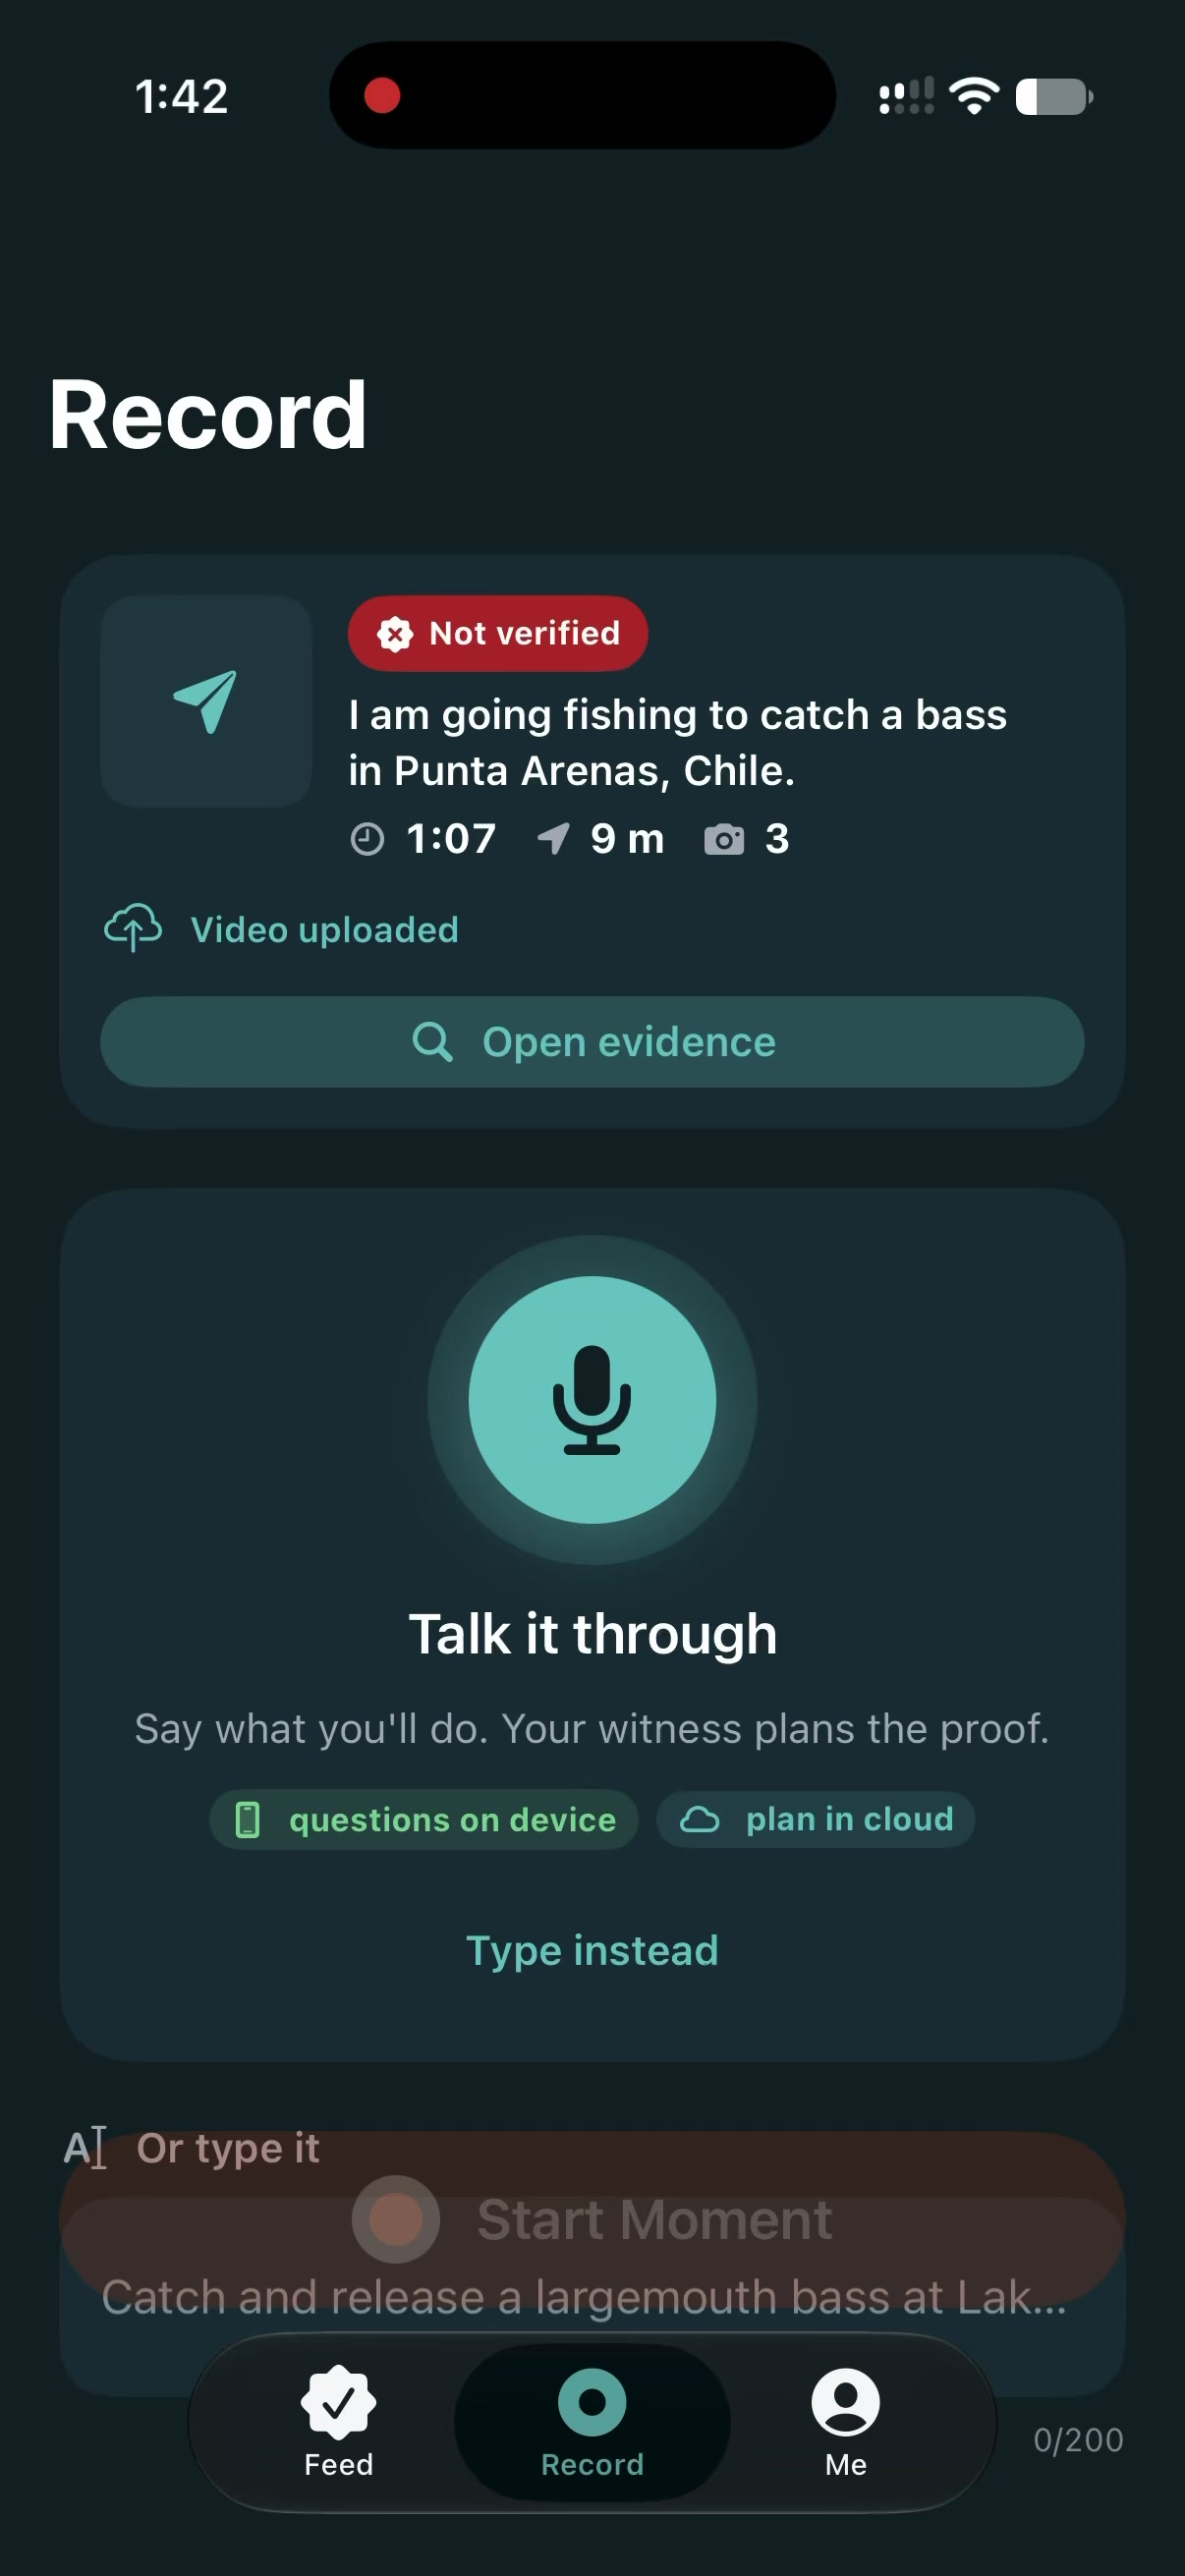 1:42
Record
Not verified
I am going fishing to catch a bass
in Punta Arenas, Chile.
1:07 9 m 3
Video uploaded
Open evidence
Talk it through
Say what you'll do. Your witness plans the proof.
questions on device plan in cloud
Type instead
A Or type it
Start Moment
Catch and release a largemouth bass at Lak...
0/200
Feed Record Me